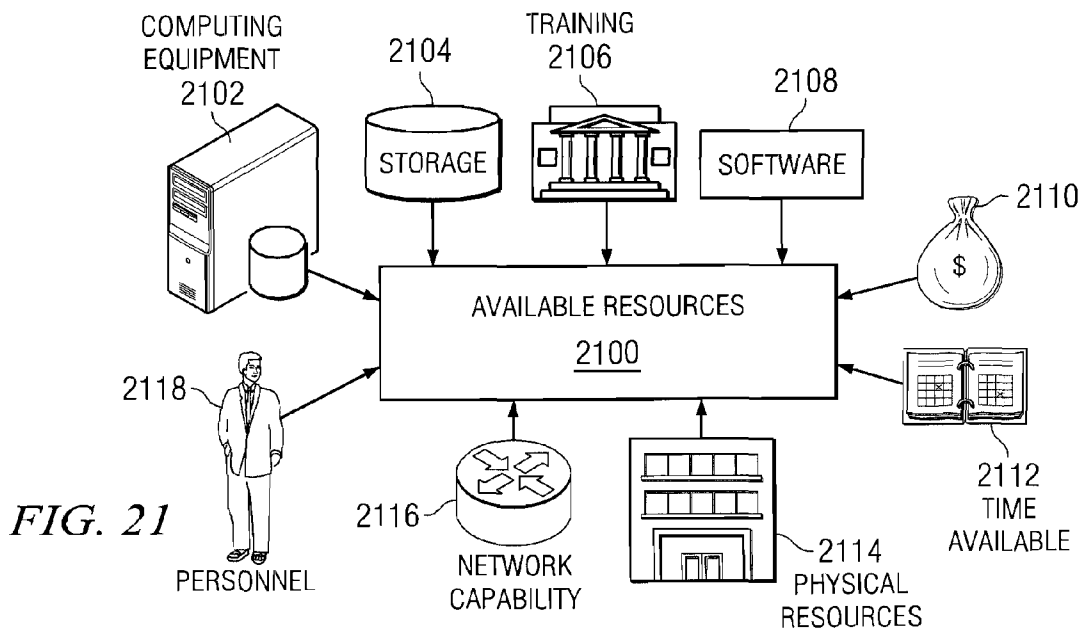 COMPUTING
EQUIPMENT
2102
2104
STORAGE
TRAINING
2106
2108
SOFTWARE
2110
$
AVAILABLE RESOURCES
2100
2118
PERSONNEL
2116
NETWORK
CAPABILITY
2114
PHYSICAL
RESOURCES
2112
TIME
AVAILABLE
FIG. 21